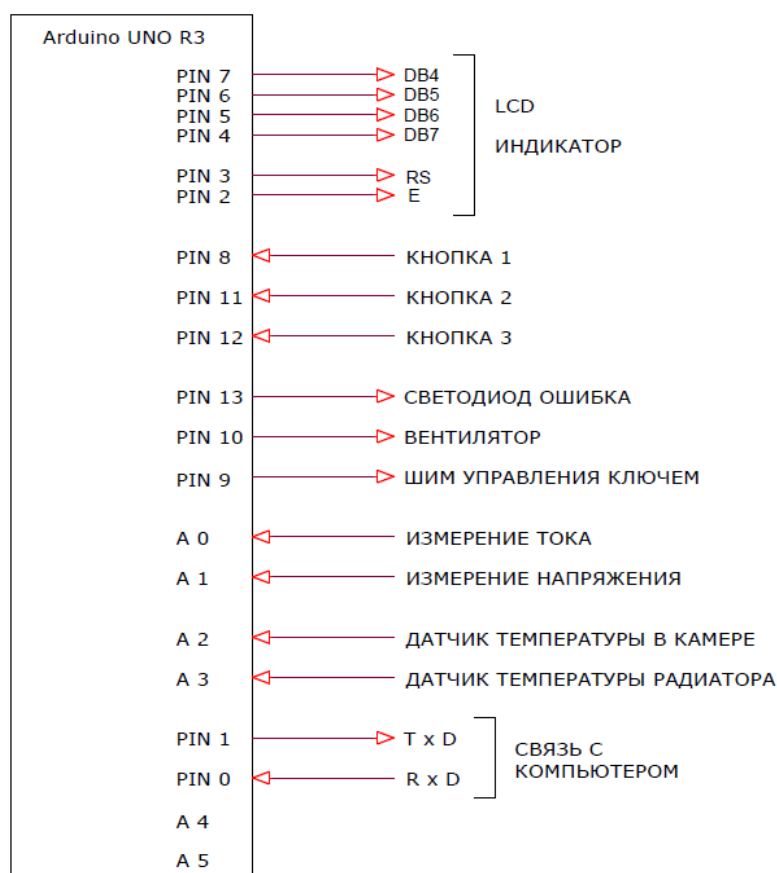 Arduino UNO R3
PIN 7 DB4
PIN 6 DB5
PIN 5 DB6
PIN 4 DB7
LCD
ИНДИКАТОР
PIN 3 RS
PIN 2 E
PIN 8 КНОПКА 1
PIN 11 КНОПКА 2
PIN 12 КНОПКА 3
PIN 13 СВЕТОДИОД ОШИБКА
PIN 10 ВЕНТИЛЯТОР
PIN 9 ШИМ УПРАВЛЕНИЯ КЛЮЧЕМ
A 0 ИЗМЕРЕНИЕ ТОКА
A 1 ИЗМЕРЕНИЕ НАПРЯЖЕНИЯ
A 2 ДАТЧИК ТЕМПЕРАТУРЫ В КАМЕРЕ
A 3 ДАТЧИК ТЕМПЕРАТУРЫ РАДИАТОРА
PIN 1 T x D
PIN 0 R x D
СВЯЗЬ С
КОМПЬЮТЕРОМ
A 4
A 5